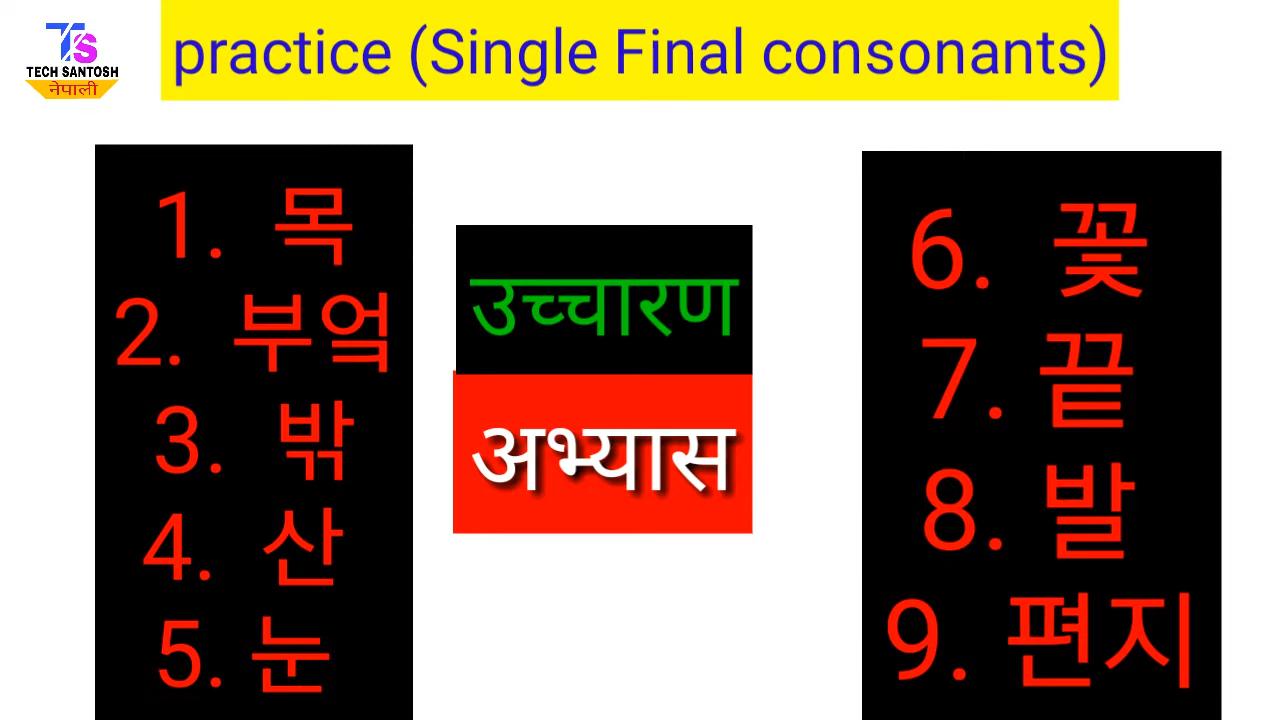 TS
TECH SANTOSH
नेपाली
practice (Single Final consonants)
1. 목
2. 부엌
3. 밖
4. 산
5. 눈
उच्चारण
अभ्यास
6. 꽃
7. 끝
8. 발
9. 편지